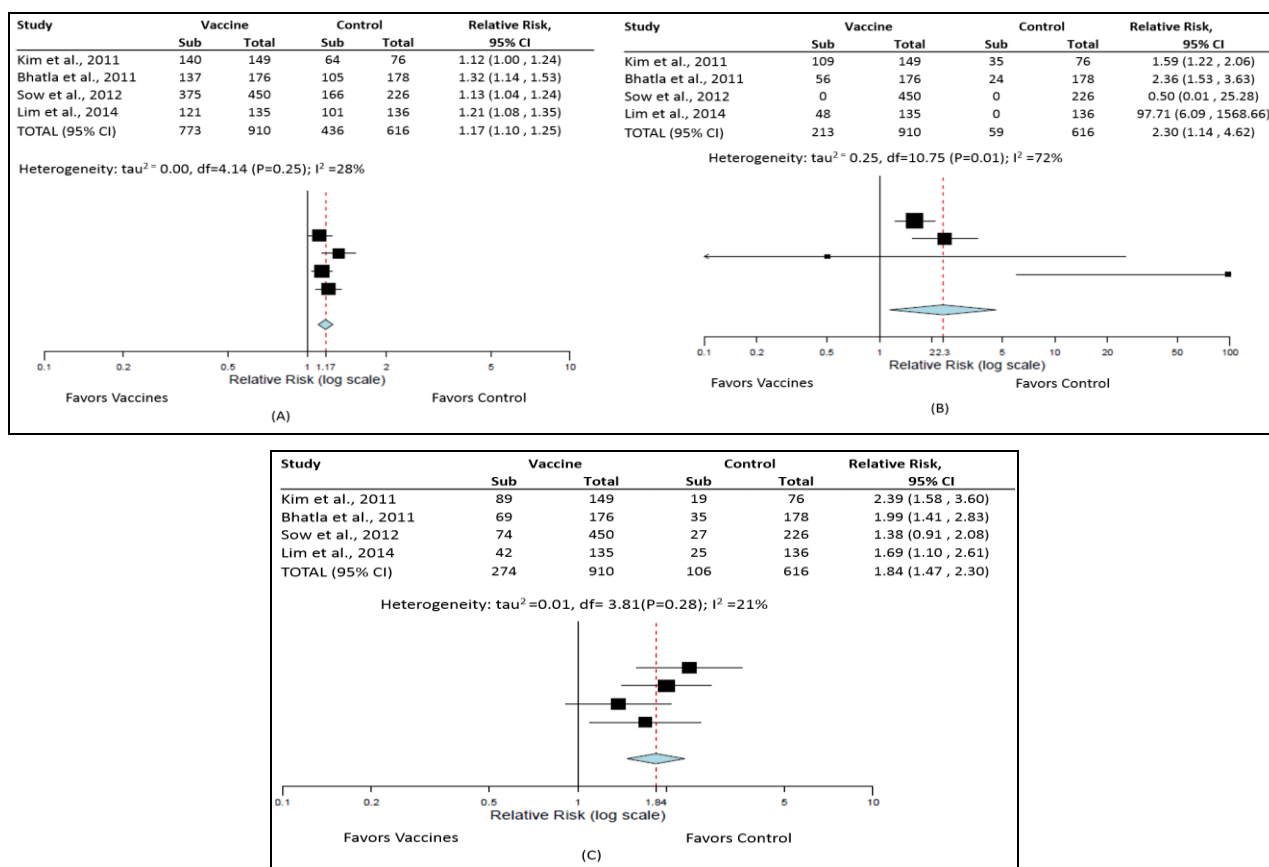 Study Vaccine Control Relative Risk,
Sub Total Sub Total 95% CI
Kim et al., 2011 140 149 64 76 1.12 (1.00 , 1.24)
Bhatla et al., 2011 137 176 105 178 1.32 (1.14 , 1.53)
Sow et al., 2012 375 450 166 226 1.13 (1.04 , 1.24)
Lim et al., 2014 121 135 101 136 1.21 (1.08 , 1.35)
TOTAL (95% CI) 773 910 436 616 1.17 (1.10 , 1.25)
Heterogeneity: tau² = 0.00, df=4.14 (P=0.25); I² =28%
0.1 0.2 0.5 1 1.17 2 5 10
Relative Risk (log scale)
Favors Vaccines Favors Control
(A)
Study Vaccine Control Relative Risk,
Sub Total Sub Total 95% CI
Kim et al., 2011 109 149 35 76 1.59 (1.22 , 2.06)
Bhatla et al., 2011 56 176 24 178 2.36 (1.53 , 3.63)
Sow et al., 2012 0 450 0 226 0.50 (0.01 , 25.28)
Lim et al., 2014 48 135 0 136 97.71 (6.09 , 1568.66)
TOTAL (95% CI) 213 910 59 616 2.30 (1.14 , 4.62)
Heterogeneity: tau² = 0.25, df=10.75 (P=0.01); I² =72%
0.1 0.5 1 22.3 5 10 20 50 100
Relative Risk (log scale)
Favors Vaccines Favors Control
(B)
Study Vaccine Control Relative Risk,
Sub Total Sub Total 95% CI
Kim et al., 2011 89 149 19 76 2.39 (1.58 , 3.60)
Bhatla et al., 2011 69 176 35 178 1.99 (1.41 , 2.83)
Sow et al., 2012 74 450 27 226 1.38 (0.91 , 2.08)
Lim et al., 2014 42 135 25 136 1.69 (1.10 , 2.61)
TOTAL (95% CI) 274 910 106 616 1.84 (1.47 , 2.30)
Heterogeneity: tau² =0.01, df= 3.81(P=0.28); I² =21%
0.1 0.2 0.5 1 1.84 5 10
Relative Risk (log scale)
Favors Vaccines Favors Control
(C)